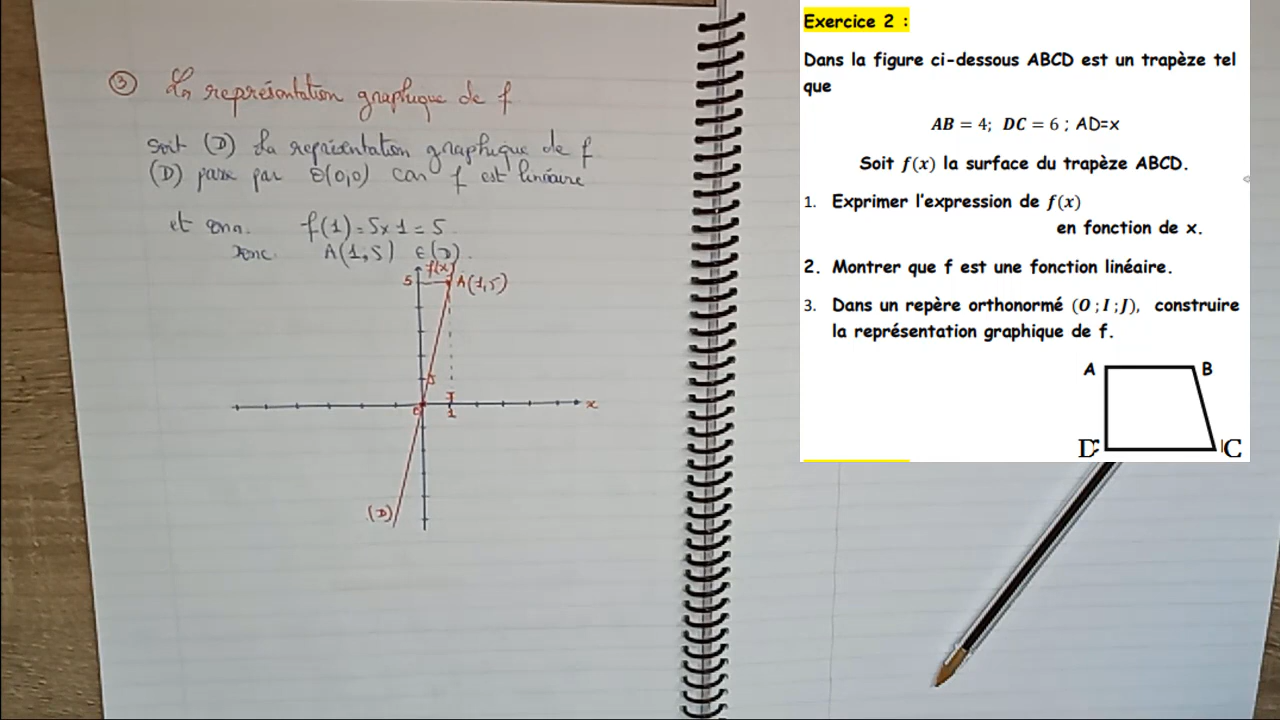 ③ La représentation graphique de f
Soit (D) La représentation graphique de f
(D) passe par O(0,0) car f est linéaire
et ona. f(1) = 5x1 = 5
Donc A(1,5) ∈ (D).
f(x)
5 A(1,5)
J
I
O 1 x
(D)
Exercice 2 :
Dans la figure ci-dessous ABCD est un trapèze tel
que
AB = 4; DC = 6 ; AD=x
Soit f(x) la surface du trapèze ABCD.
1. Exprimer l'expression de f(x)
en fonction de x.
2. Montrer que f est une fonction linéaire.
3. Dans un repère orthonormé (O ; I ; J), construire
la représentation graphique de f.
A B
D C